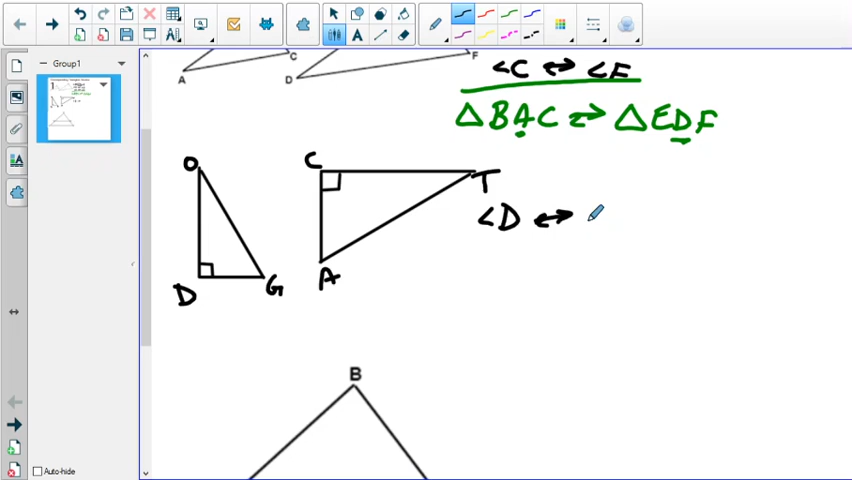 Group1
A
C
D
F
<C ↔ <F
△BAC ⇄ △EDF
O
C
T
<D ↔
D
G
A
B
Auto-hide